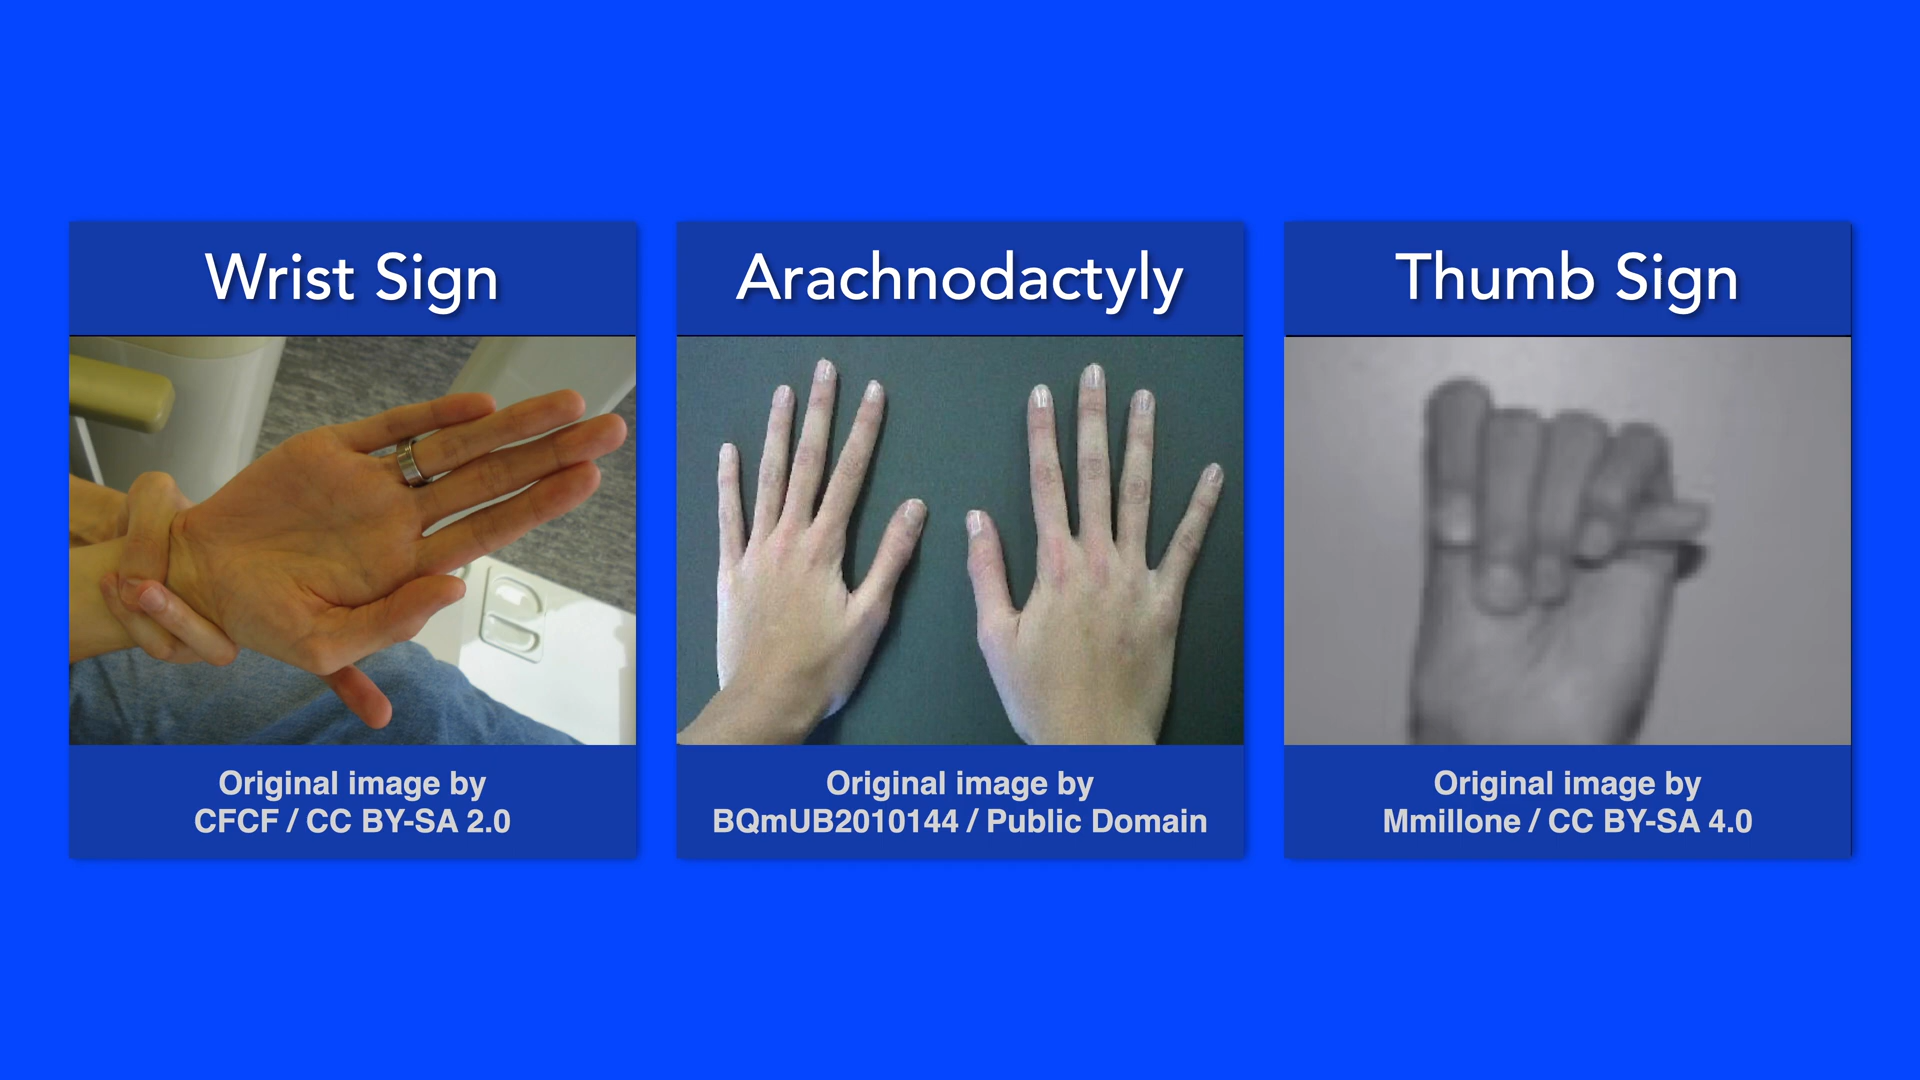 Wrist Sign
Original image by
CFCF / CC BY-SA 2.0
Arachnodactyly
Original image by
BQmUB2010144 / Public Domain
Thumb Sign
Original image by
Mmillone / CC BY-SA 4.0